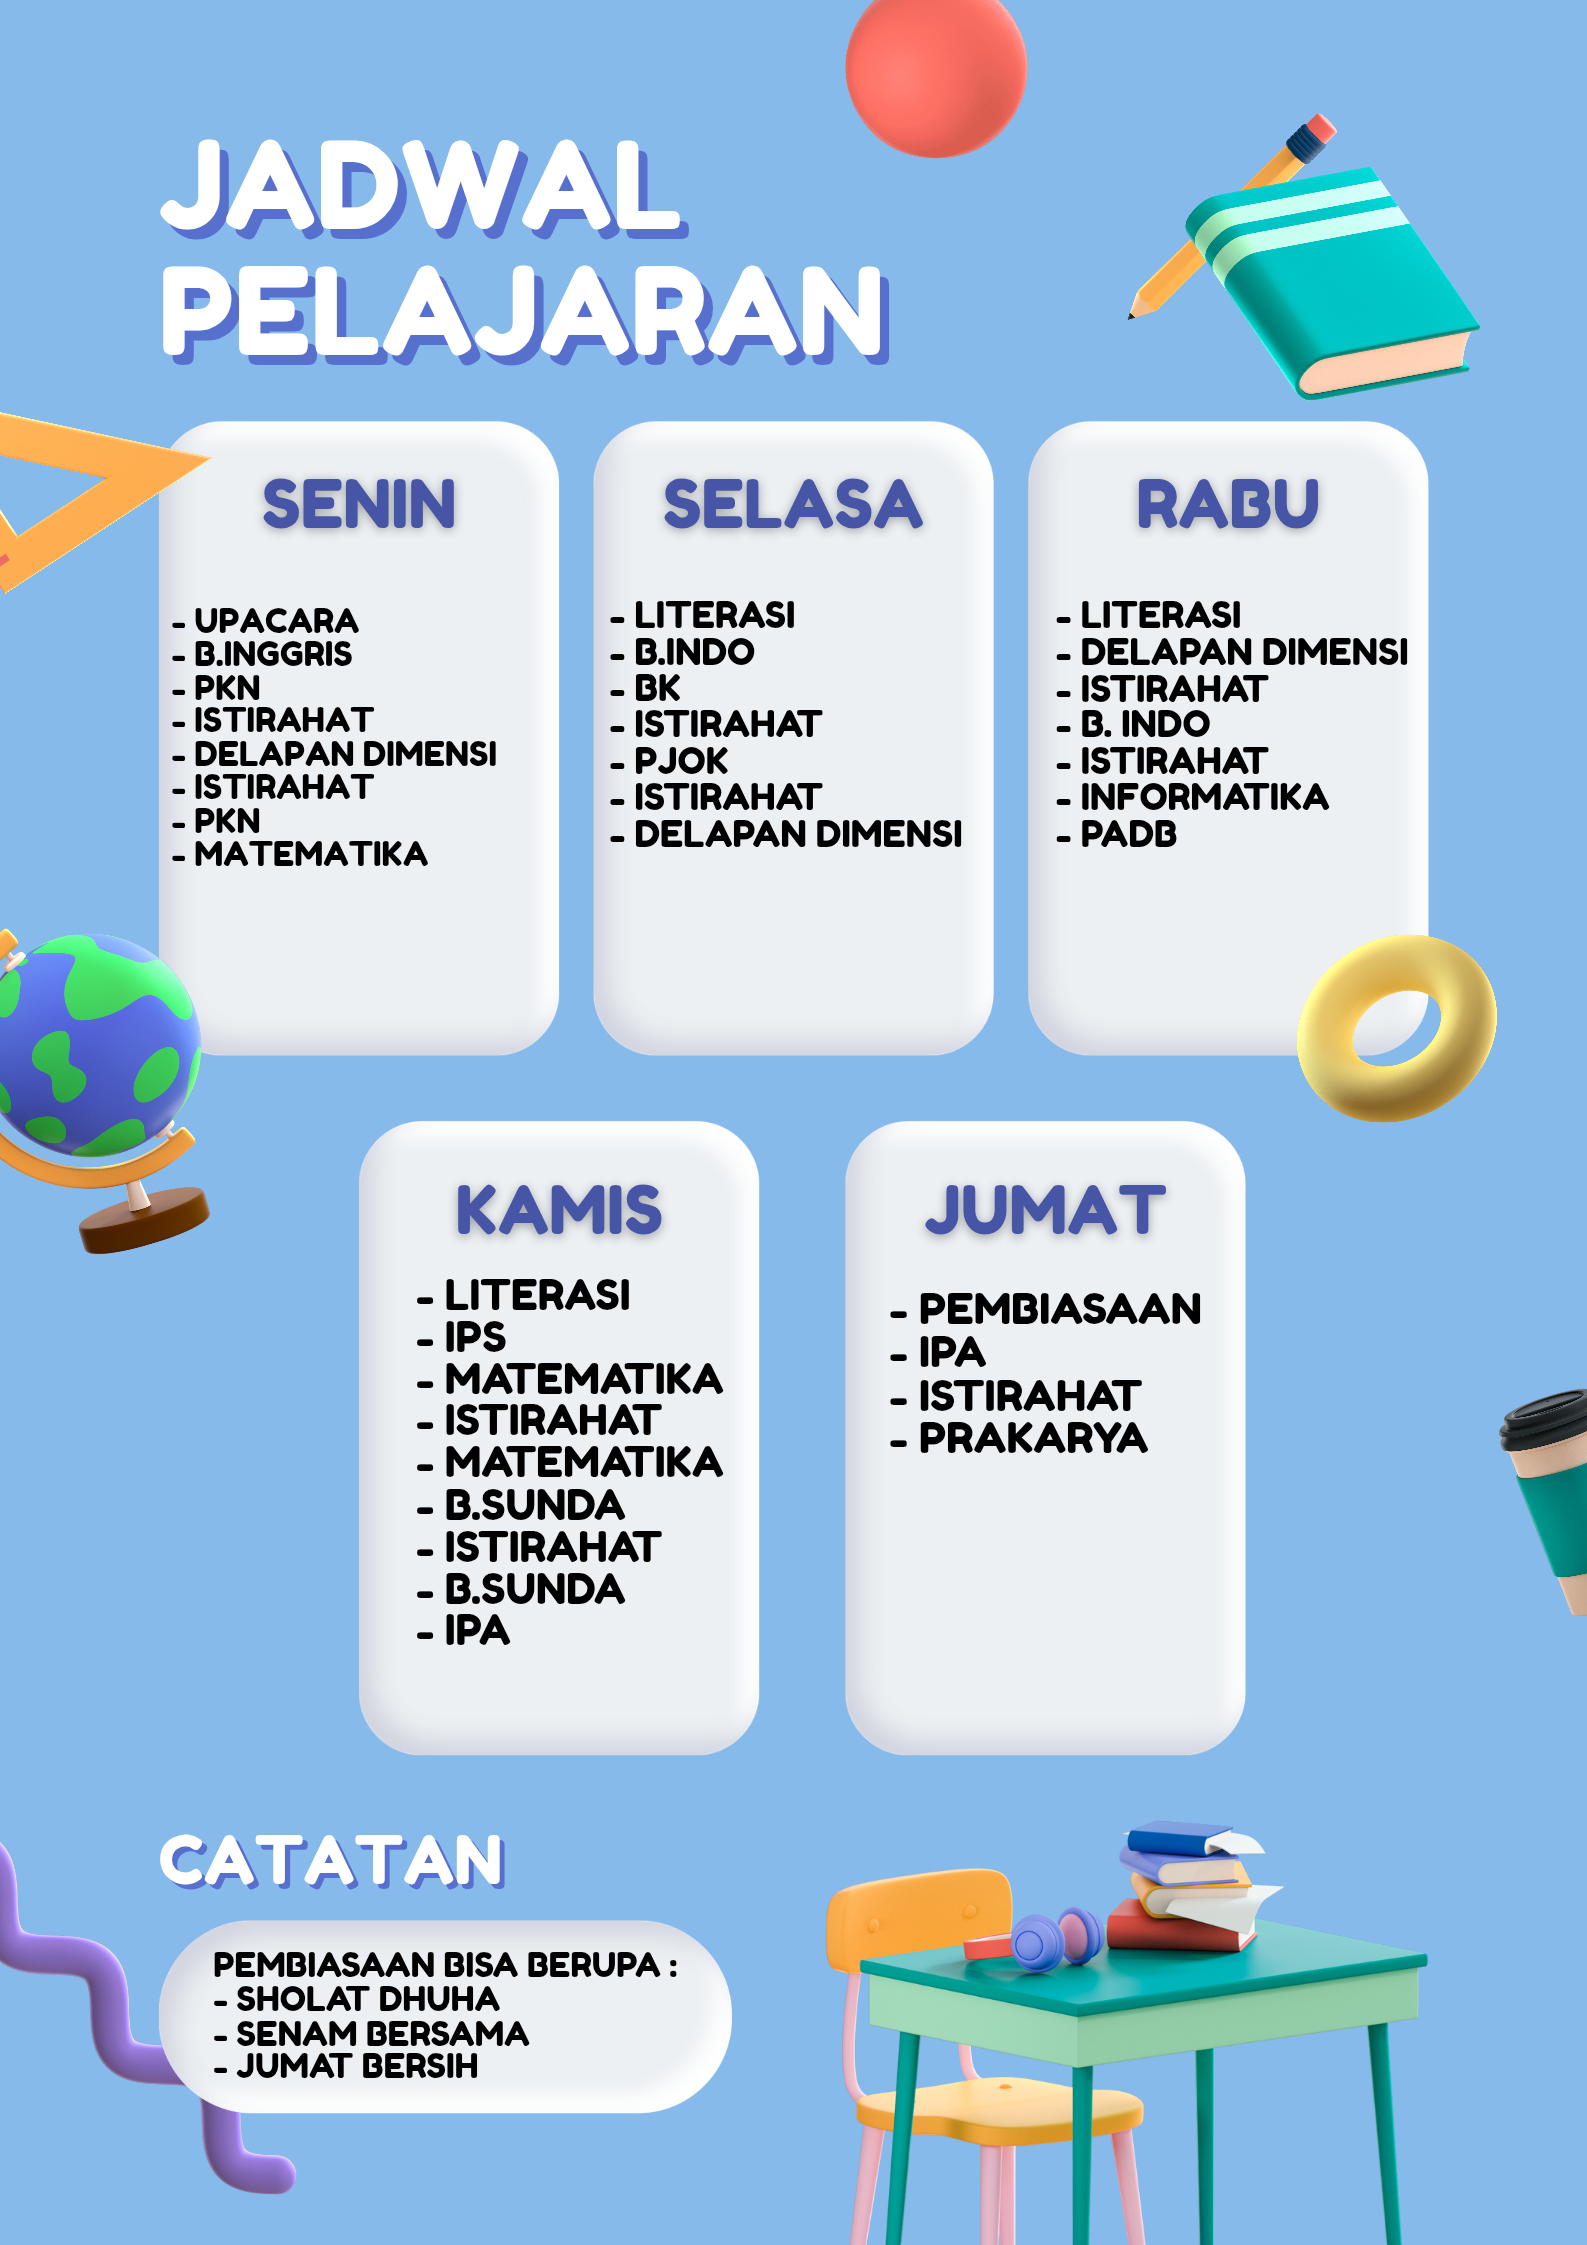 JADWAL
PELAJARAN
SENIN
- UPACARA
- B.INGGRIS
- PKN
- ISTIRAHAT
- DELAPAN DIMENSI
- ISTIRAHAT
- PKN
- MATEMATIKA
SELASA
- LITERASI
- B.INDO
- BK
- ISTIRAHAT
- PJOK
- ISTIRAHAT
- DELAPAN DIMENSI
RABU
- LITERASI
- DELAPAN DIMENSI
- ISTIRAHAT
- B. INDO
- ISTIRAHAT
- INFORMATIKA
- PADB
KAMIS
- LITERASI
- IPS
- MATEMATIKA
- ISTIRAHAT
- MATEMATIKA
- B.SUNDA
- ISTIRAHAT
- B.SUNDA
- IPA
JUMAT
- PEMBIASAAN
- IPA
- ISTIRAHAT
- PRAKARYA
CATATAN
PEMBIASAAN BISA BERUPA :
- SHOLAT DHUHA
- SENAM BERSAMA
- JUMAT BERSIH